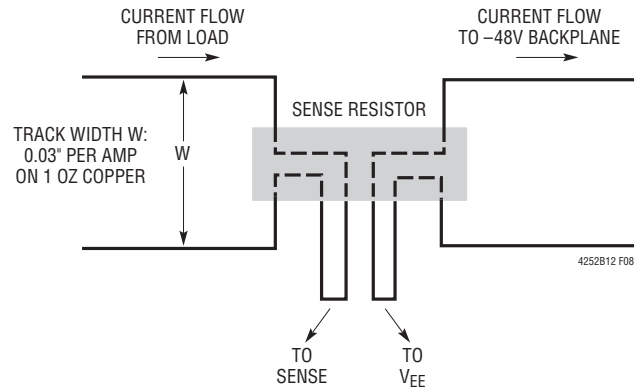 CURRENT FLOW
FROM LOAD
CURRENT FLOW
TO –48V BACKPLANE
SENSE RESISTOR
TRACK WIDTH W:
0.03" PER AMP
ON 1 OZ COPPER
W
4252B12 F08
TO
SENSE
TO
VEE